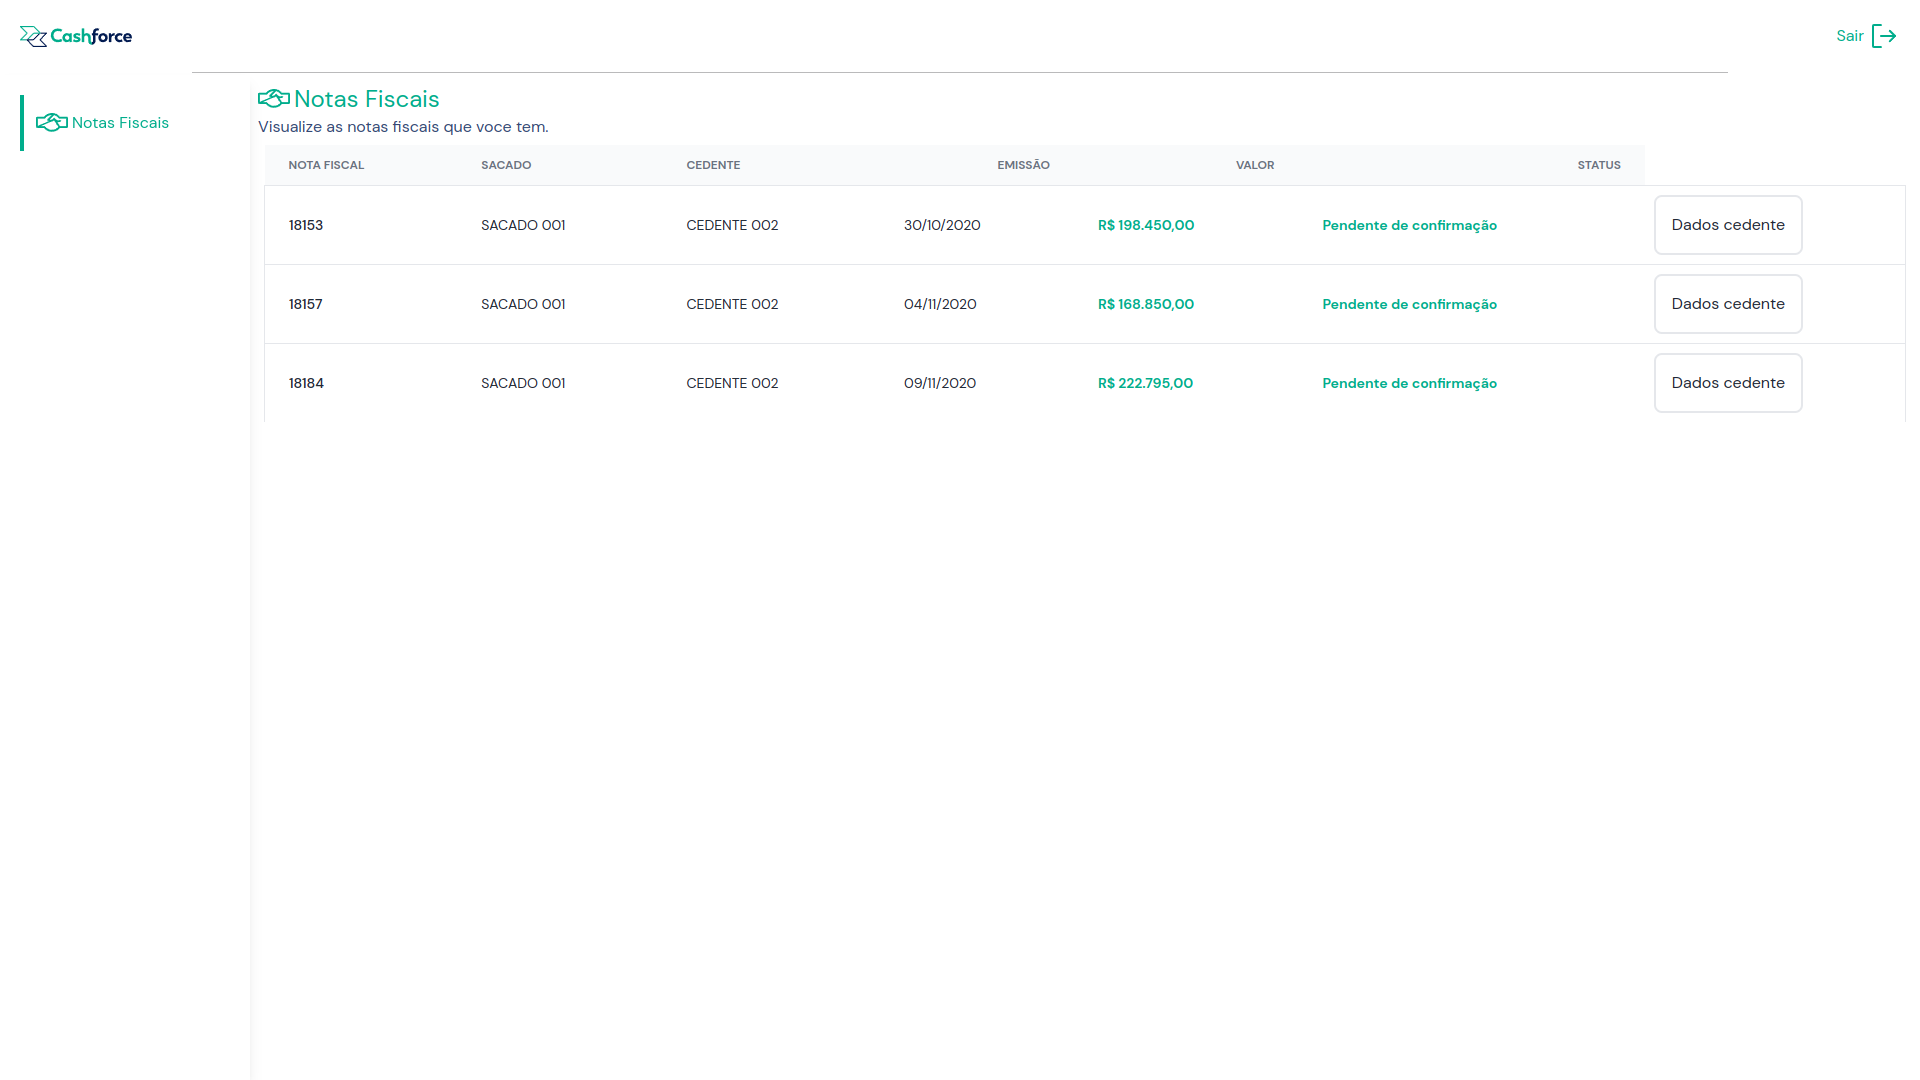 Cashforce
Sair
Notas Fiscais
Notas Fiscais
Visualize as notas fiscais que voce tem.
NOTA FISCAL SACADO CEDENTE EMISSÃO VALOR STATUS
18153 SACADO 001 CEDENTE 002 30/10/2020 R$ 198.450,00 Pendente de confirmação Dados cedente
18157 SACADO 001 CEDENTE 002 04/11/2020 R$ 168.850,00 Pendente de confirmação Dados cedente
18184 SACADO 001 CEDENTE 002 09/11/2020 R$ 222.795,00 Pendente de confirmação Dados cedente